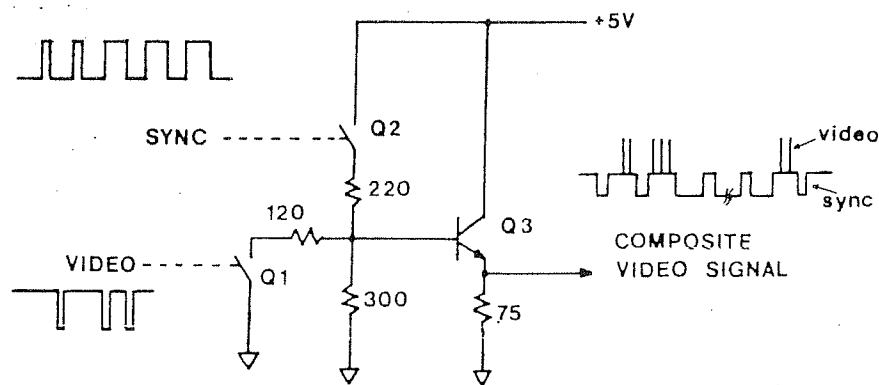 +5V
SYNC
Q2
220
120
Q3
video
sync
VIDEO
Q1
300
75
COMPOSITE
VIDEO SIGNAL